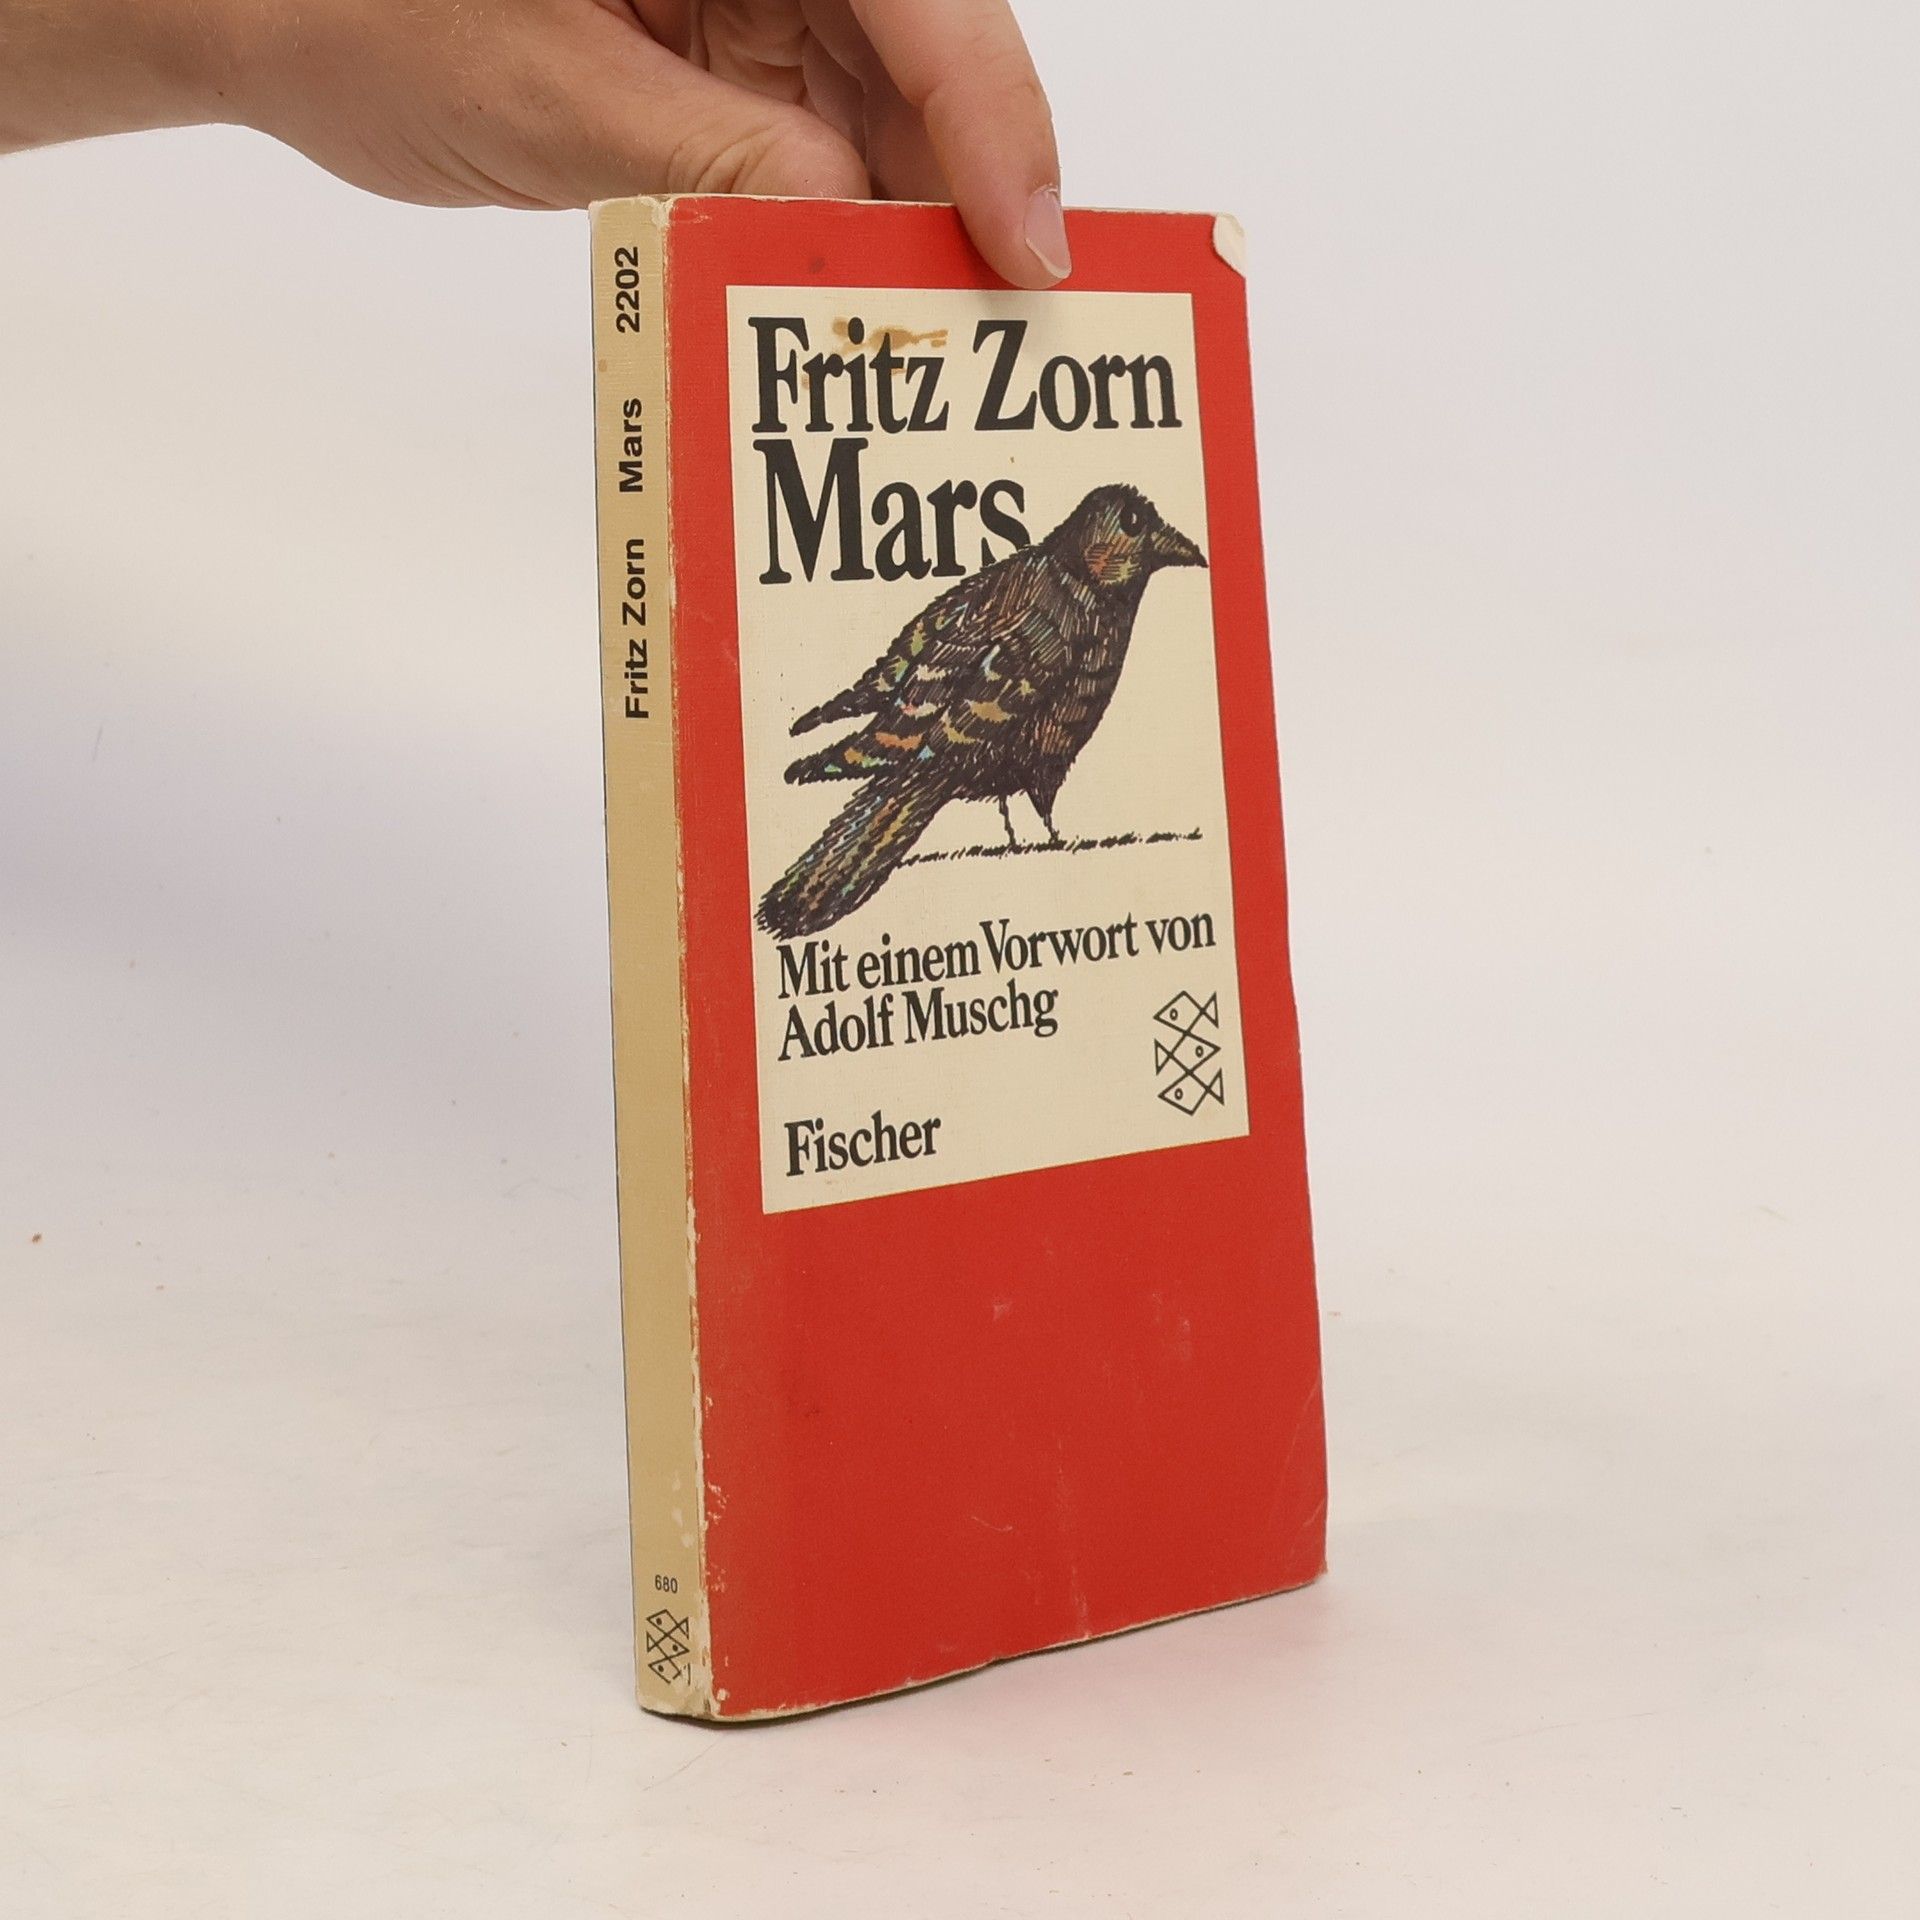 Fritz Zorn Mars 2202
680
Fritz Zorn
Mars
Mit einem Vorwort von
Adolf Muschg
Fischer